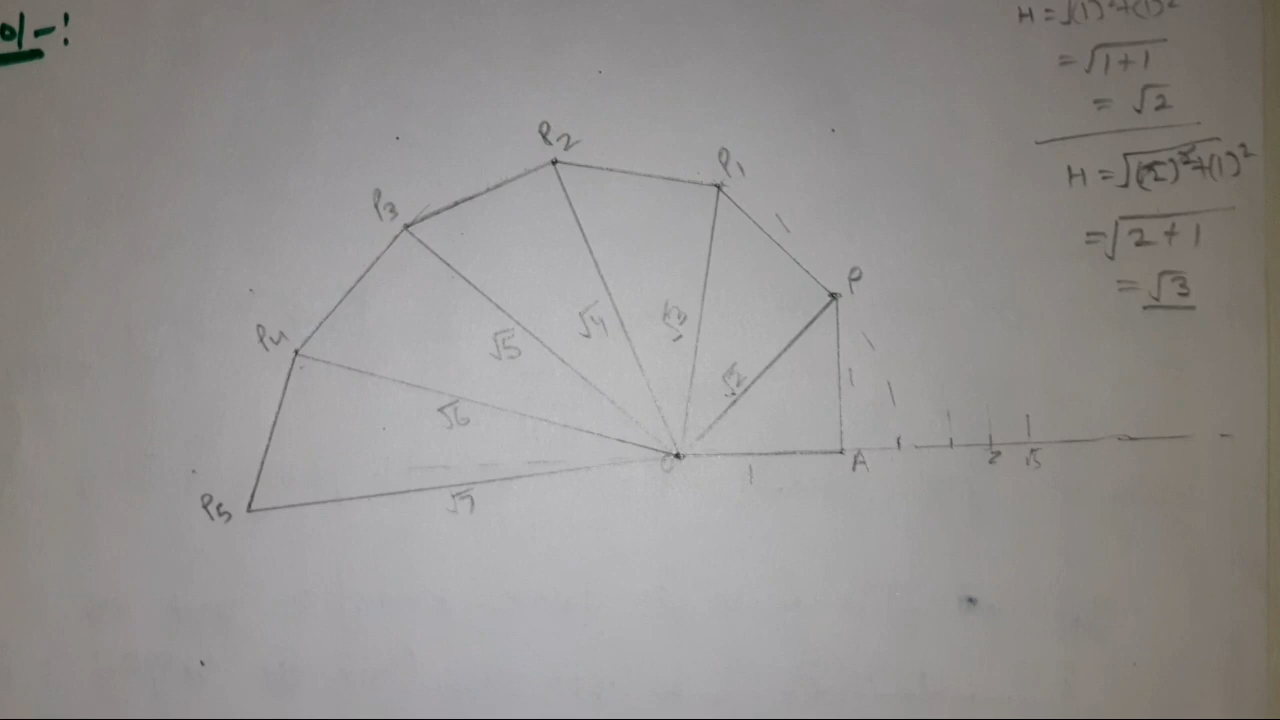 ol-:
H = √(1)²+(1)²
= √1+1
= √2
H = √(√2)²+(1)²
= √2+1
= √3
P2
P1
P3
P
P4
√5
√4
√3
√2
1
√6
O
1
A
2
√5
P5
√7